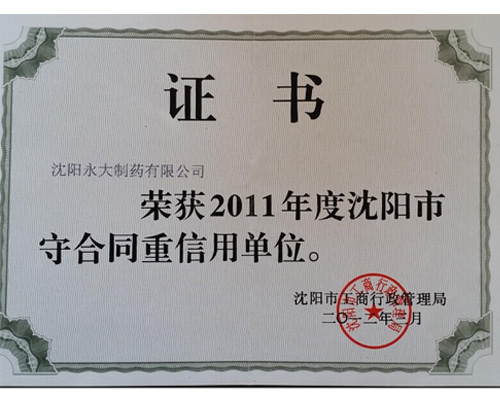 证 书
沈阳永大制药有限公司
荣获2011年度沈阳市
守合同重信用单位。
沈阳市工商行政管理局
二〇一二年二月